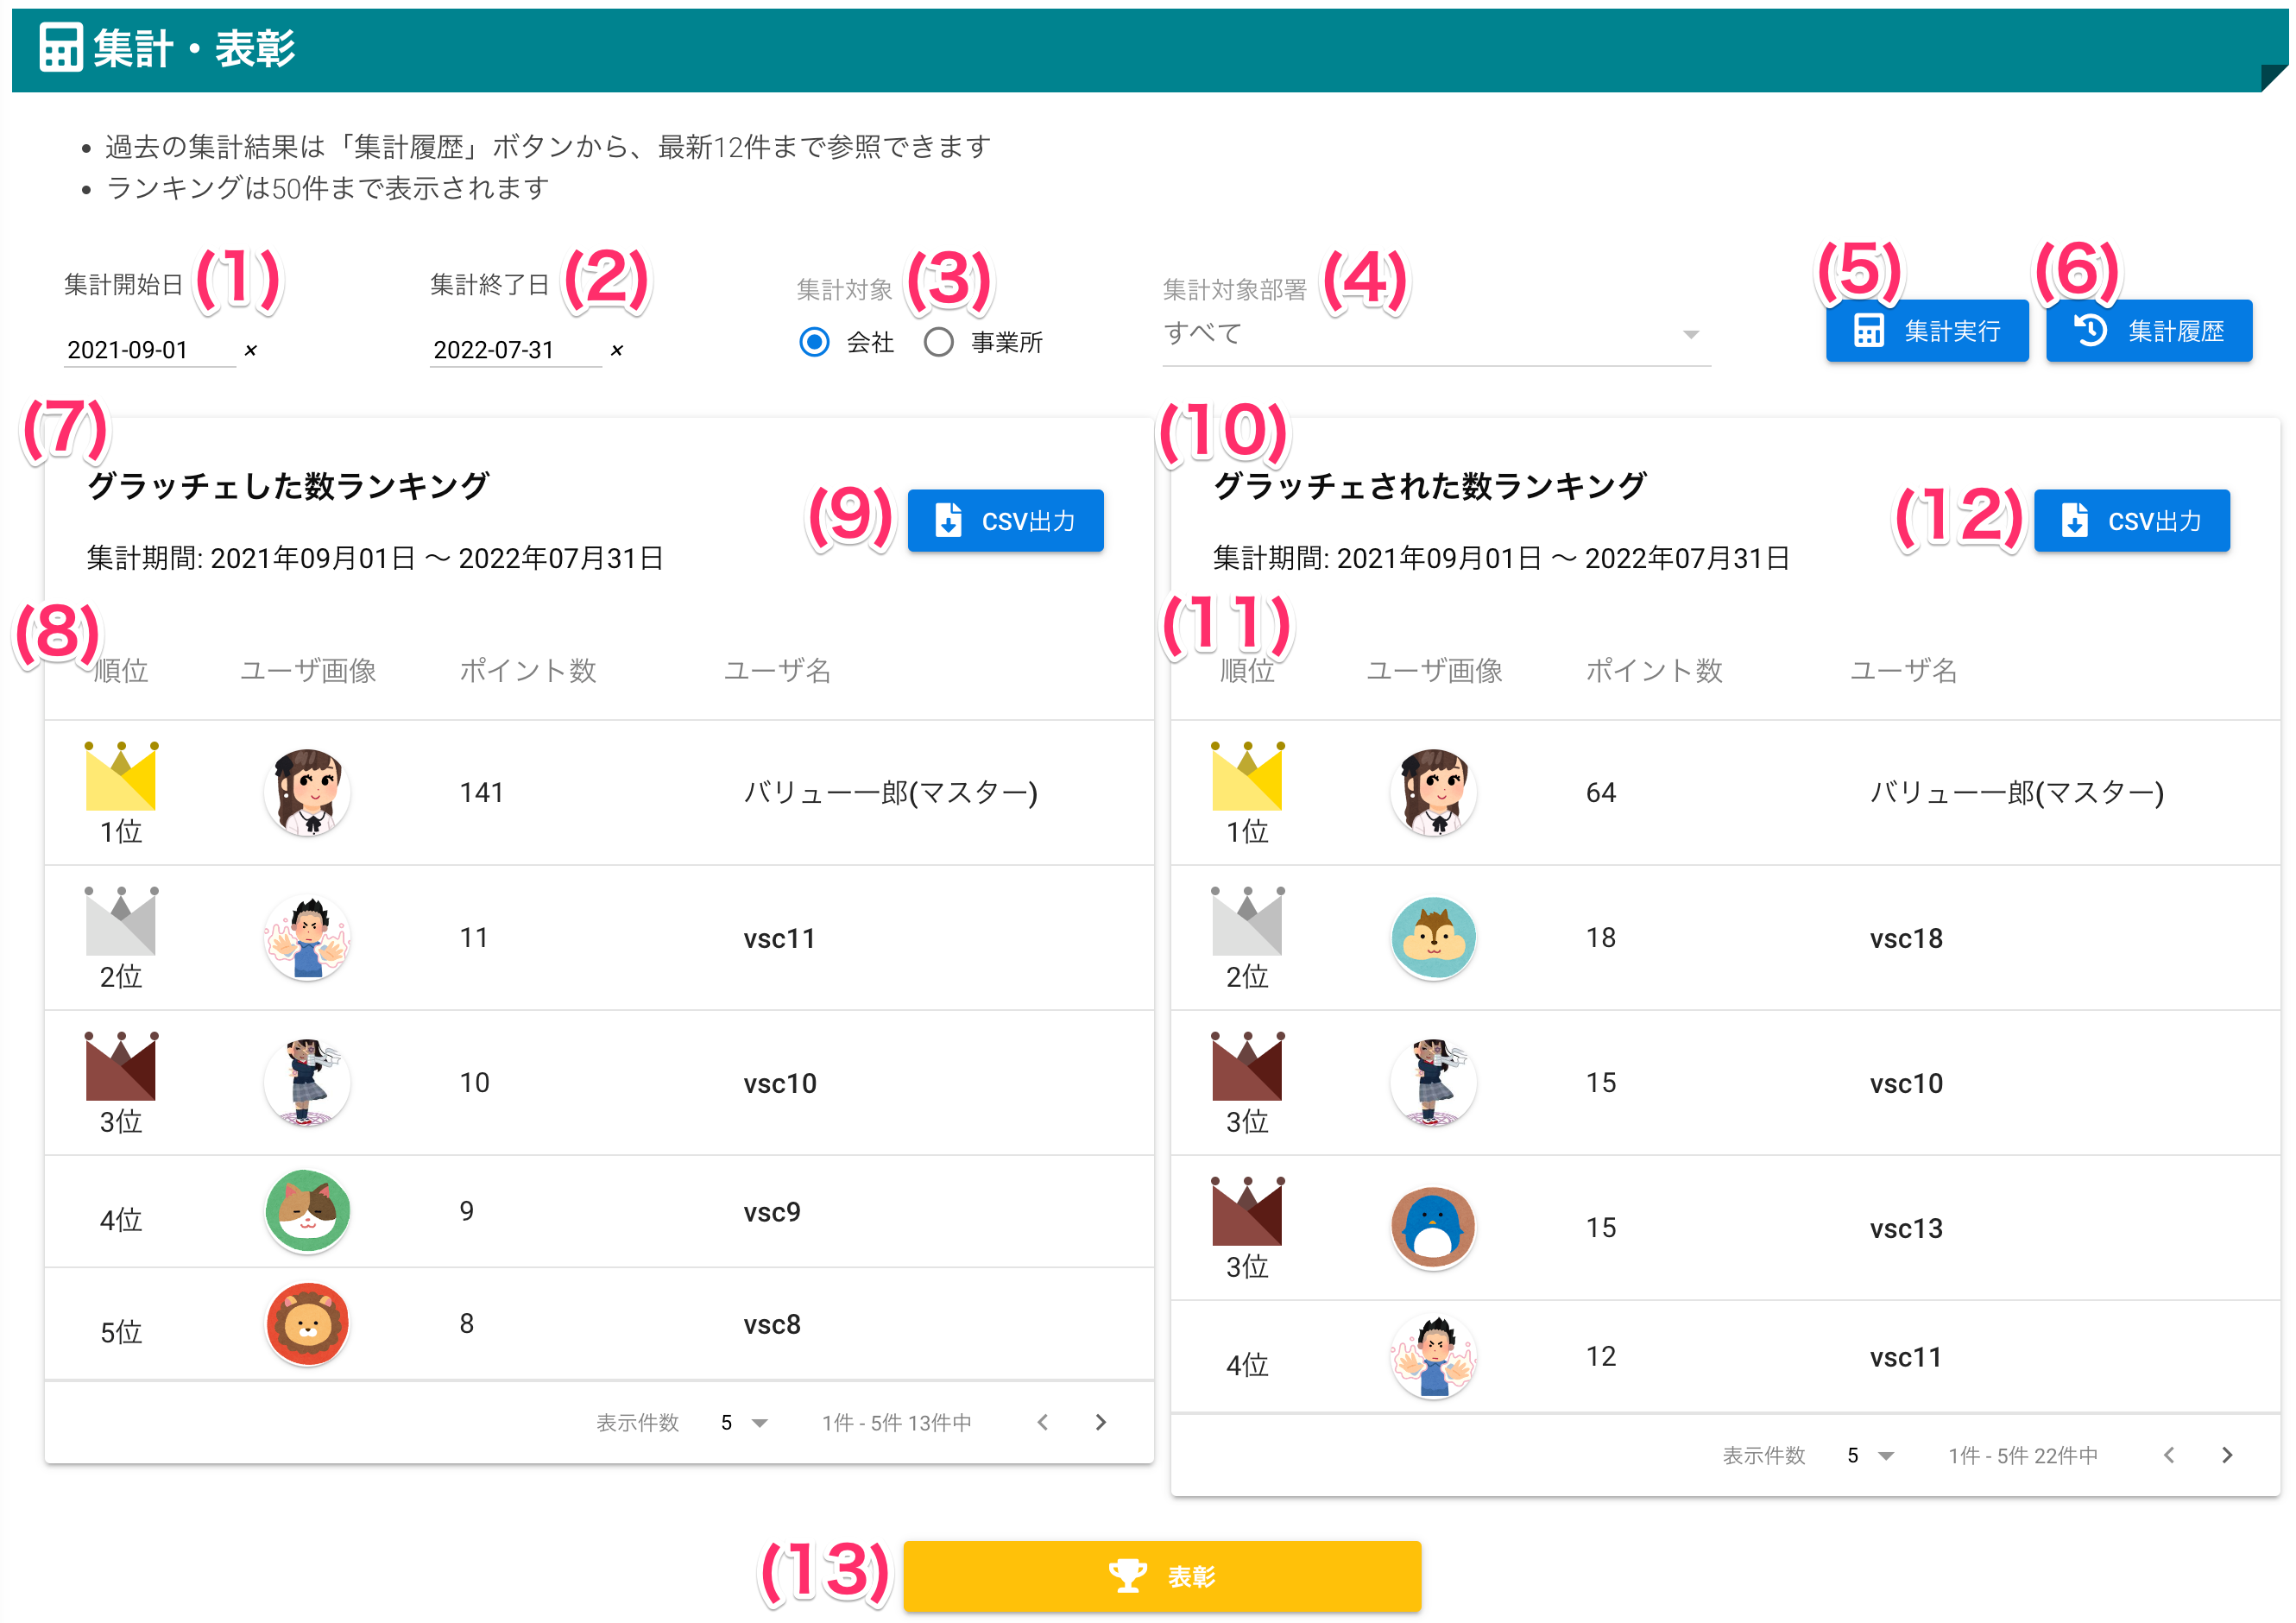 集計・表彰
• 過去の集計結果は「集計履歴」ボタンから、最新12件まで参照できます
• ランキングは50件まで表示されます
集計開始日 (1) 集計終了日 (2) 集計対象 (3) 集計対象部署 (4) (5) (6)
2021-09-01 × 2022-07-31 × 会社 事業所 すべて 集計実行 集計履歴
(7)
グラッチェした数ランキング
(9) CSV出力
集計期間: 2021年09月01日 〜 2022年07月31日
(8)
順位 ユーザ画像 ポイント数 ユーザ名
1位 141 バリュー一郎(マスター)
2位 11 vsc11
3位 10 vsc10
4位 9 vsc9
5位 8 vsc8
表示件数 5 1件 - 5件 13件中
(10)
グラッチェされた数ランキング
(12) CSV出力
集計期間: 2021年09月01日 〜 2022年07月31日
(11)
順位 ユーザ画像 ポイント数 ユーザ名
1位 64 バリュー一郎(マスター)
2位 18 vsc18
3位 15 vsc10
3位 15 vsc13
4位 12 vsc11
表示件数 5 1件 - 5件 22件中
(13) 表彰